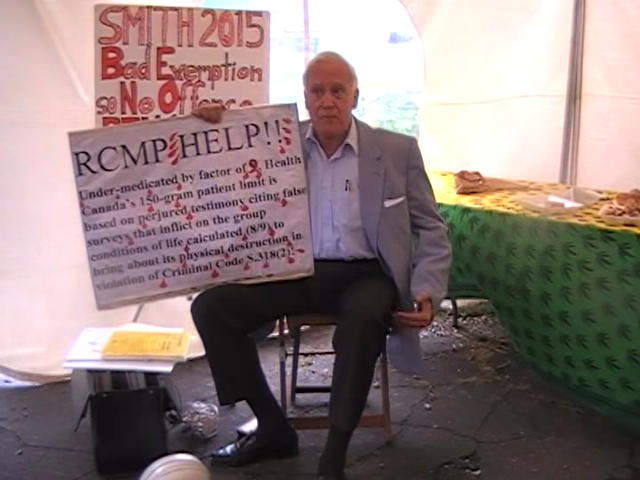 SMITH 2015
Bad Exemption
so No Offence
RCMP HELP!!
Under-medicated by factor of 9 Health
Canada's 150-gram patient limit is
based on perjured testimony citing false
surveys that inflict on the group
conditions of life calculated (8/9) to
bring about its physical destruction in
violation of Criminal Code S.318(2)!